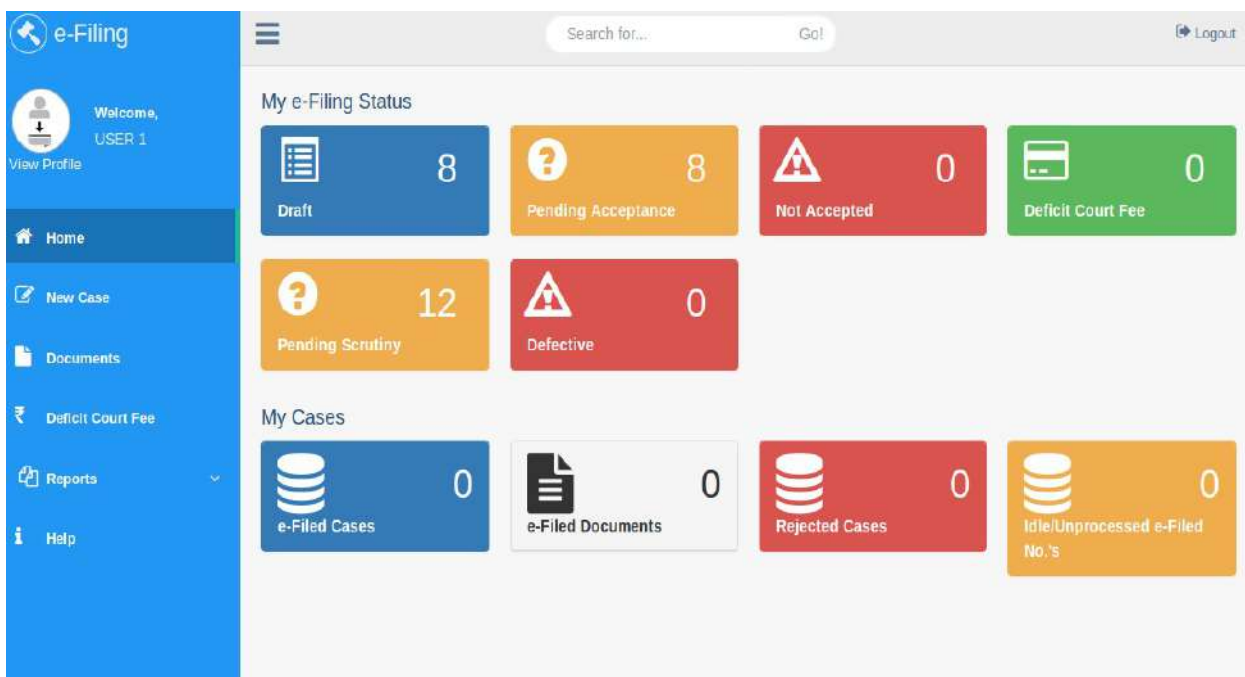 e-Filing
Search for...
Go!
Logout
Welcome,
USER 1
View Profile
Home
New Case
Documents
₹ Deficit Court Fee
Reports
Help
My e-Filing Status
8
Draft
8
Pending Acceptance
0
Not Accepted
0
Deficit Court Fee
12
Pending Scrutiny
0
Defective
My Cases
0
e-Filed Cases
0
e-Filed Documents
0
Rejected Cases
0
Idle/Unprocessed e-Filed
No.'s